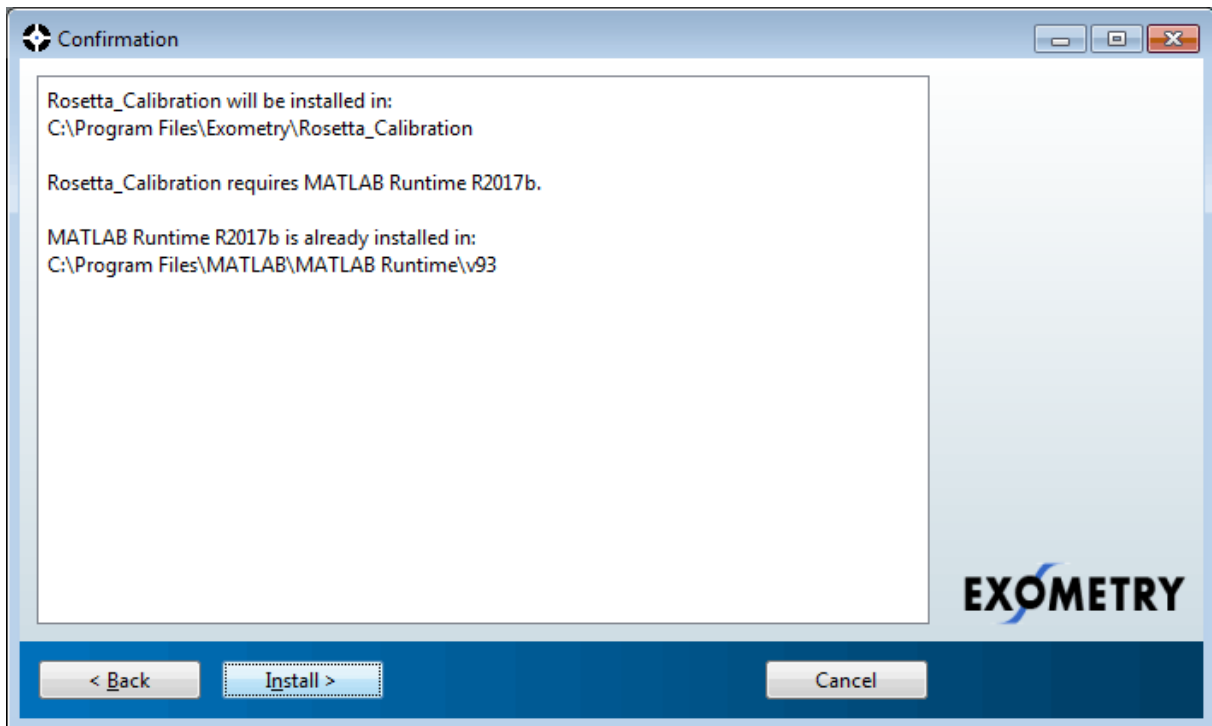 Confirmation
Rosetta_Calibration will be installed in:
C:\Program Files\Exometry\Rosetta_Calibration
Rosetta_Calibration requires MATLAB Runtime R2017b.
MATLAB Runtime R2017b is already installed in:
C:\Program Files\MATLAB\MATLAB Runtime\v93
EXOMETRY
< Back
Install >
Cancel